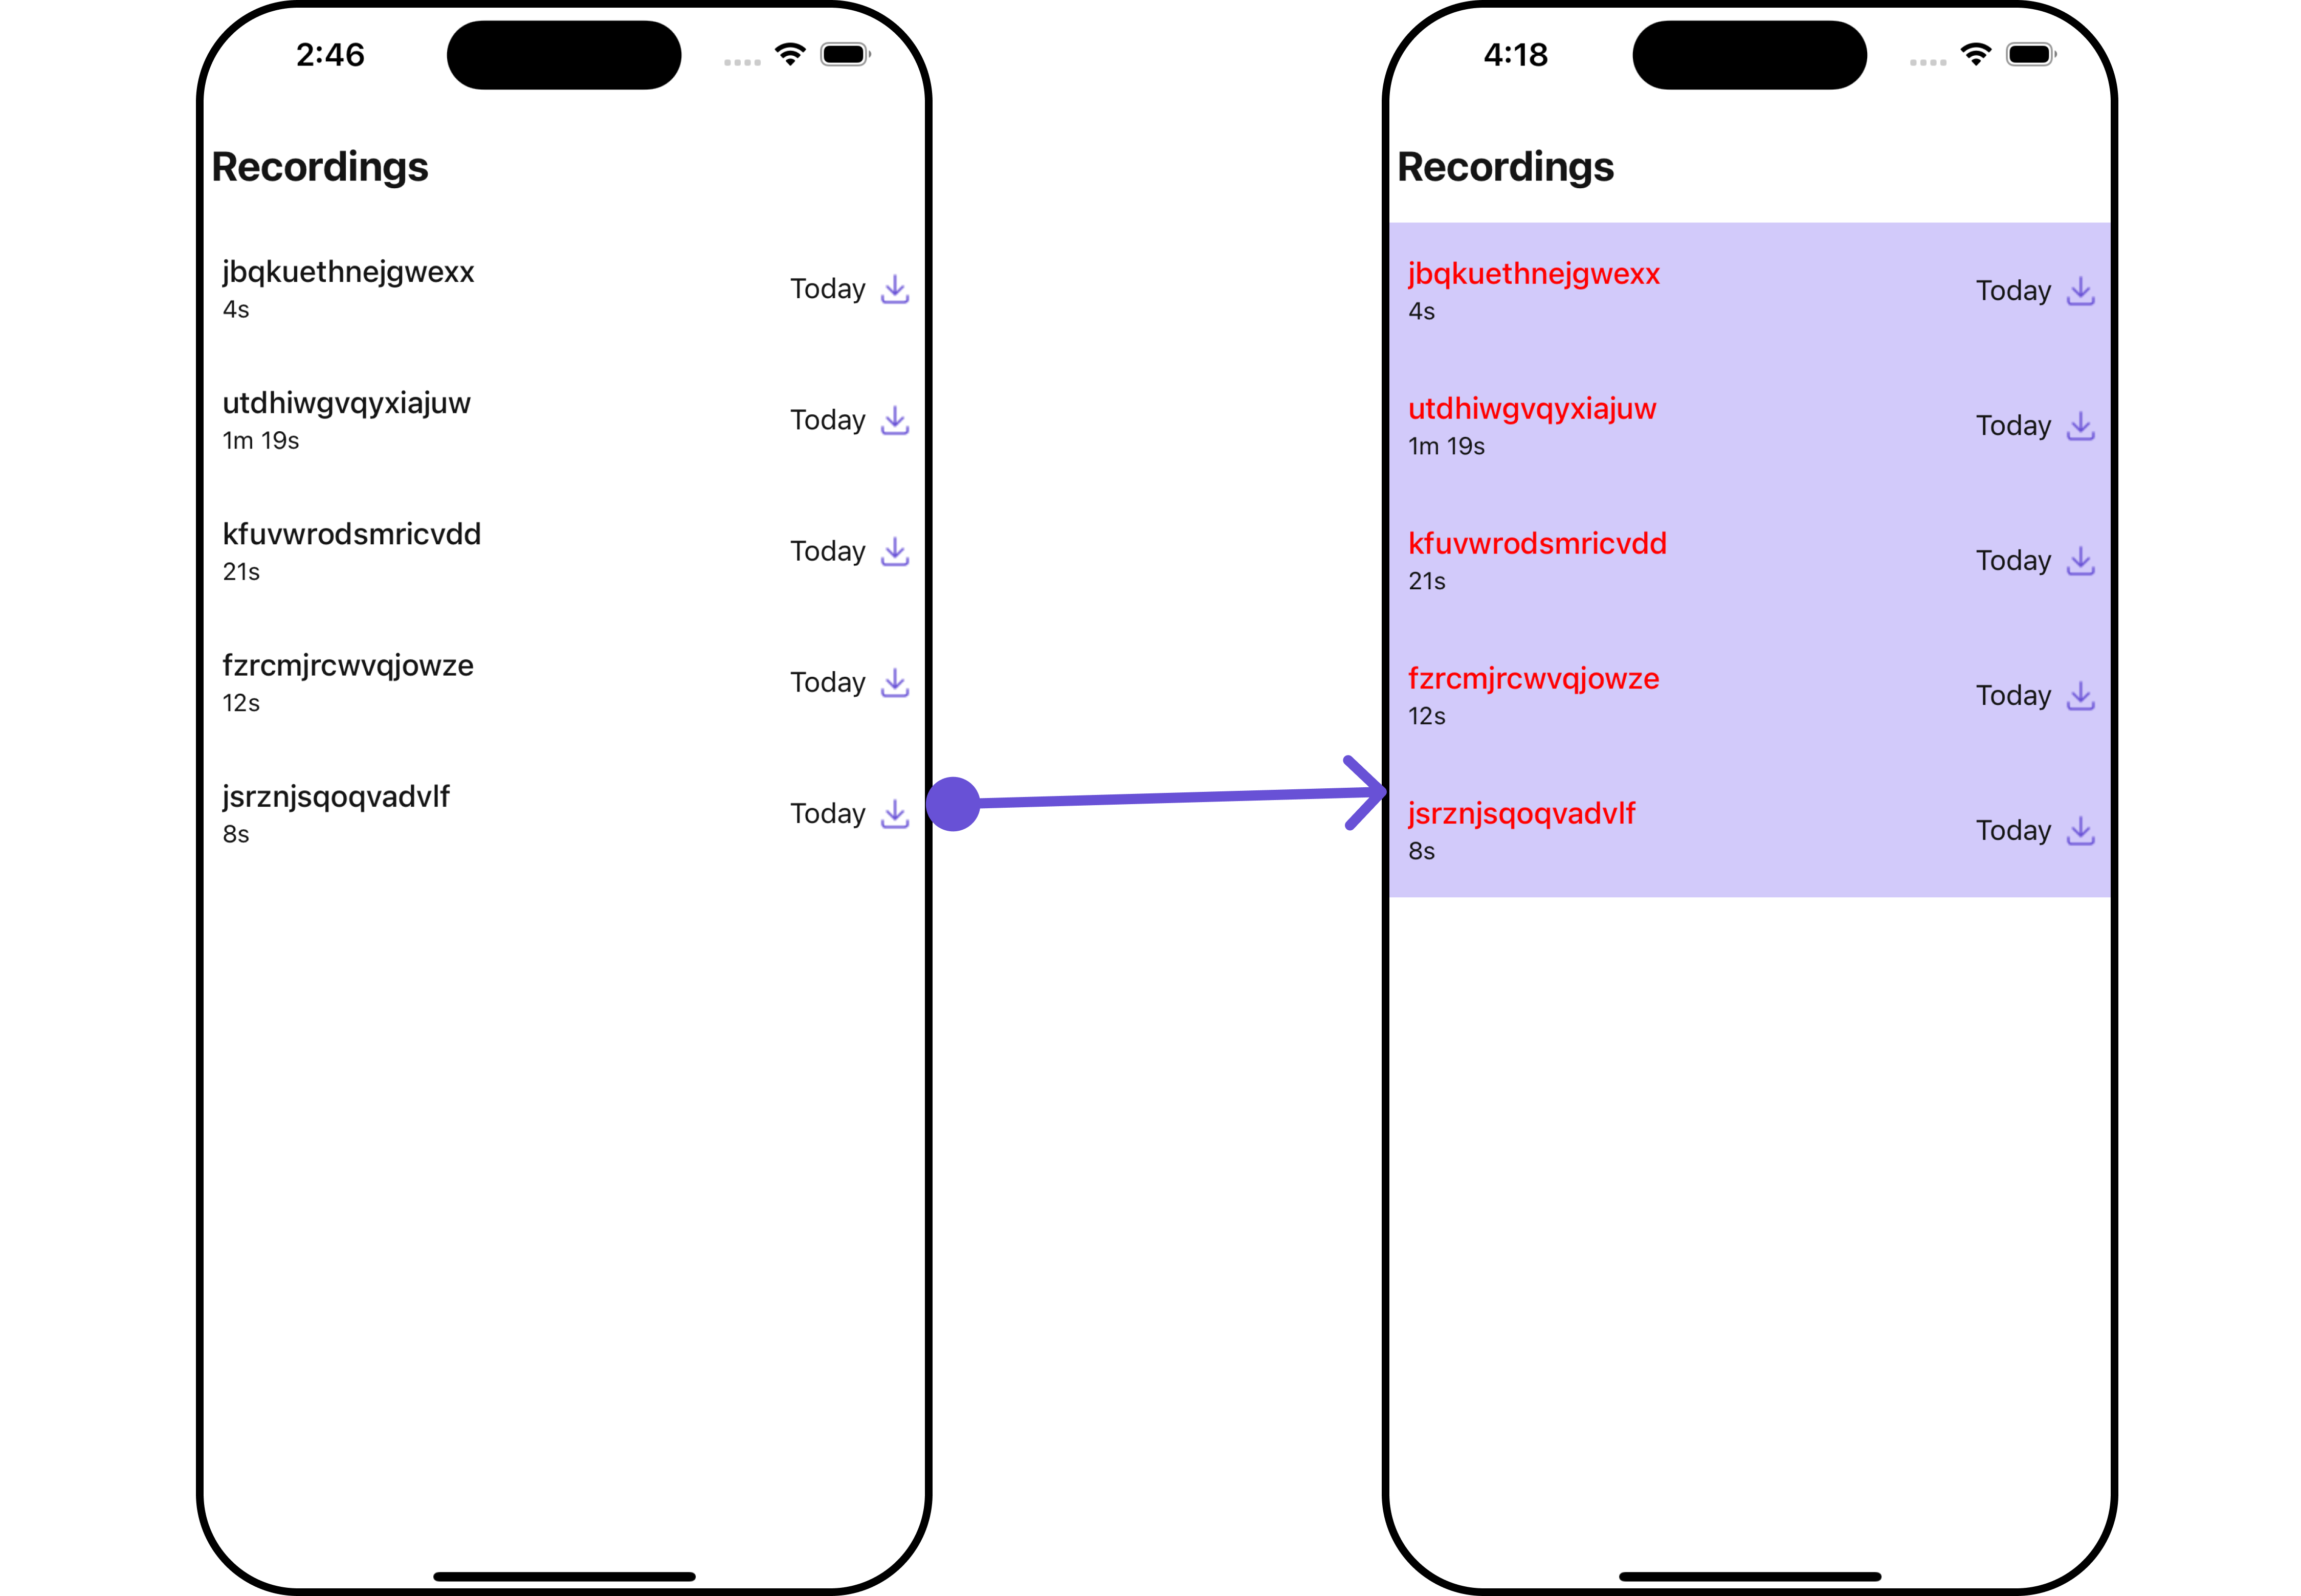 2:46
Recordings
jbqkuethnejgwexx
Today
4s
utdhiwgvqyxiajuw
Today
1m 19s
kfuvwrodsmricvdd
Today
21s
fzrcmjrcwvqjowze
Today
12s
jsrznjsqoqvadvlf
Today
8s
4:18
Recordings
jbqkuethnejgwexx
Today
4s
utdhiwgvqyxiajuw
Today
1m 19s
kfuvwrodsmricvdd
Today
21s
fzrcmjrcwvqjowze
Today
12s
jsrznjsqoqvadvlf
Today
8s